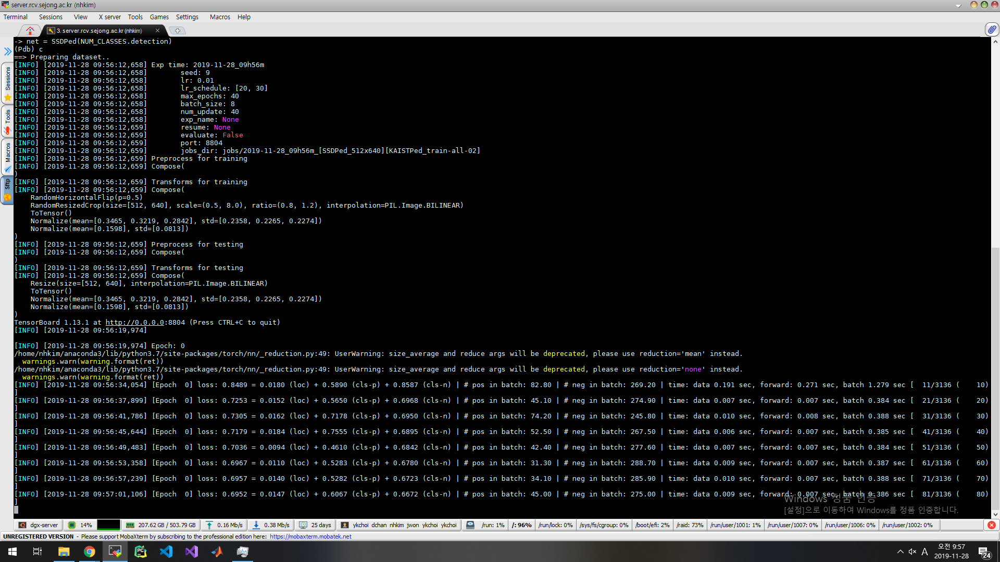 server.rcv.sejong.ac.kr (nhkim)
Terminal Sessions View X server Tools Games Settings Macros Help
3. server.rcv.sejong.ac.kr (nhkim)
Sessions
Tools
Macros
Sftp
-> net = SSDPed(NUM_CLASSES.detection)
(Pdb) c
==> Preparing dataset..
[INFO] [2019-11-28 09:56:12,658] Exp time: 2019-11-28_09h56m
[INFO] [2019-11-28 09:56:12,658] seed: 9
[INFO] [2019-11-28 09:56:12,658] lr: 0.01
[INFO] [2019-11-28 09:56:12,658] lr_schedule: [20, 30]
[INFO] [2019-11-28 09:56:12,658] max_epochs: 40
[INFO] [2019-11-28 09:56:12,658] batch_size: 8
[INFO] [2019-11-28 09:56:12,658] num_update: 40
[INFO] [2019-11-28 09:56:12,658] exp_name: None
[INFO] [2019-11-28 09:56:12,659] resume: None
[INFO] [2019-11-28 09:56:12,659] evaluate: False
[INFO] [2019-11-28 09:56:12,659] port: 8804
[INFO] [2019-11-28 09:56:12,659] jobs_dir: jobs/2019-11-28_09h56m_[SSDPed_512x640][KAISTPed_train-all-02]
[INFO] [2019-11-28 09:56:12,659] Preprocess for training
[INFO] [2019-11-28 09:56:12,659] Compose(
)
[INFO] [2019-11-28 09:56:12,659] Transforms for training
[INFO] [2019-11-28 09:56:12,659] Compose(
RandomHorizontalFlip(p=0.5)
RandomResizedCrop(size=[512, 640], scale=(0.5, 8.0), ratio=(0.8, 1.2), interpolation=PIL.Image.BILINEAR)
ToTensor()
Normalize(mean=[0.3465, 0.3219, 0.2842], std=[0.2358, 0.2265, 0.2274])
Normalize(mean=[0.1598], std=[0.0813])
)
[INFO] [2019-11-28 09:56:12,659] Preprocess for testing
[INFO] [2019-11-28 09:56:12,659] Compose(
)
[INFO] [2019-11-28 09:56:12,659] Transforms for testing
[INFO] [2019-11-28 09:56:12,659] Compose(
Resize(size=[512, 640], interpolation=PIL.Image.BILINEAR)
ToTensor()
Normalize(mean=[0.3465, 0.3219, 0.2842], std=[0.2358, 0.2265, 0.2274])
Normalize(mean=[0.1598], std=[0.0813])
)
TensorBoard 1.13.1 at http://0.0.0.0:8804 (Press CTRL+C to quit)
[INFO] [2019-11-28 09:56:19,974]
[INFO] [2019-11-28 09:56:19,974] Epoch: 0
/home/nhkim/anaconda3/lib/python3.7/site-packages/torch/nn/_reduction.py:49: UserWarning: size_average and reduce args will be deprecated, please use reduction='mean' instead.
warnings.warn(warning.format(ret))
/home/nhkim/anaconda3/lib/python3.7/site-packages/torch/nn/_reduction.py:49: UserWarning: size_average and reduce args will be deprecated, please use reduction='none' instead.
warnings.warn(warning.format(ret))
[INFO] [2019-11-28 09:56:34,054] [Epoch 0] loss: 0.8489 = 0.0180 (loc) + 0.5890 (cls-p) + 0.8587 (cls-n) | # pos in batch: 82.80 | # neg in batch: 269.20 | time: data 0.191 sec, forward: 0.271 sec, batch 1.279 sec [ 11/3136 ( 10)
]
[INFO] [2019-11-28 09:56:37,899] [Epoch 0] loss: 0.7253 = 0.0152 (loc) + 0.5650 (cls-p) + 0.6968 (cls-n) | # pos in batch: 45.10 | # neg in batch: 274.90 | time: data 0.007 sec, forward: 0.007 sec, batch 0.384 sec [ 21/3136 ( 20)
]
[INFO] [2019-11-28 09:56:41,786] [Epoch 0] loss: 0.7305 = 0.0162 (loc) + 0.7178 (cls-p) + 0.6950 (cls-n) | # pos in batch: 74.20 | # neg in batch: 245.80 | time: data 0.010 sec, forward: 0.008 sec, batch 0.388 sec [ 31/3136 ( 30)
]
[INFO] [2019-11-28 09:56:45,644] [Epoch 0] loss: 0.7179 = 0.0184 (loc) + 0.7555 (cls-p) + 0.6895 (cls-n) | # pos in batch: 52.50 | # neg in batch: 267.50 | time: data 0.006 sec, forward: 0.007 sec, batch 0.385 sec [ 41/3136 ( 40)
]
[INFO] [2019-11-28 09:56:49,483] [Epoch 0] loss: 0.7036 = 0.0094 (loc) + 0.4610 (cls-p) + 0.6842 (cls-n) | # pos in batch: 42.40 | # neg in batch: 277.60 | time: data 0.007 sec, forward: 0.007 sec, batch 0.384 sec [ 51/3136 ( 50)
]
[INFO] [2019-11-28 09:56:53,358] [Epoch 0] loss: 0.6967 = 0.0110 (loc) + 0.5283 (cls-p) + 0.6780 (cls-n) | # pos in batch: 31.30 | # neg in batch: 288.70 | time: data 0.009 sec, forward: 0.007 sec, batch 0.387 sec [ 61/3136 ( 60)
]
[INFO] [2019-11-28 09:56:57,239] [Epoch 0] loss: 0.6957 = 0.0140 (loc) + 0.5282 (cls-p) + 0.6723 (cls-n) | # pos in batch: 34.10 | # neg in batch: 285.90 | time: data 0.010 sec, forward: 0.007 sec, batch 0.388 sec [ 71/3136 ( 70)
]
[INFO] [2019-11-28 09:57:01,106] [Epoch 0] loss: 0.6952 = 0.0147 (loc) + 0.6067 (cls-p) + 0.6672 (cls-n) | # pos in batch: 45.00 | # neg in batch: 275.00 | time: data 0.009 sec, forward: 0.007 sec, batch 0.386 sec [ 81/3136 ( 80)
]
Windows 정품 인증
[설정]으로 이동하여 Windows를 정품 인증합니다.
dgx-server 14% 207.62 GB / 503.79 GB 0.16 Mb/s 0.38 Mb/s 25 days ykchoi dchan nhkim jwon ykchoi ykchoi /run: 1% /: 96% /run/lock: 0% /sys/fs/cgroup: 0% /boot/efi: 2% /raid: 73% /run/user/1001: 1% /run/user/1007: 0% /run/user/1006: 0% /run/user/1002: 0%
UNREGISTERED VERSION - Please support MobaXterm by subscribing to the professional edition here: https://mobaxterm.mobatek.net
PC
A
오전 9:57
2019-11-28
24